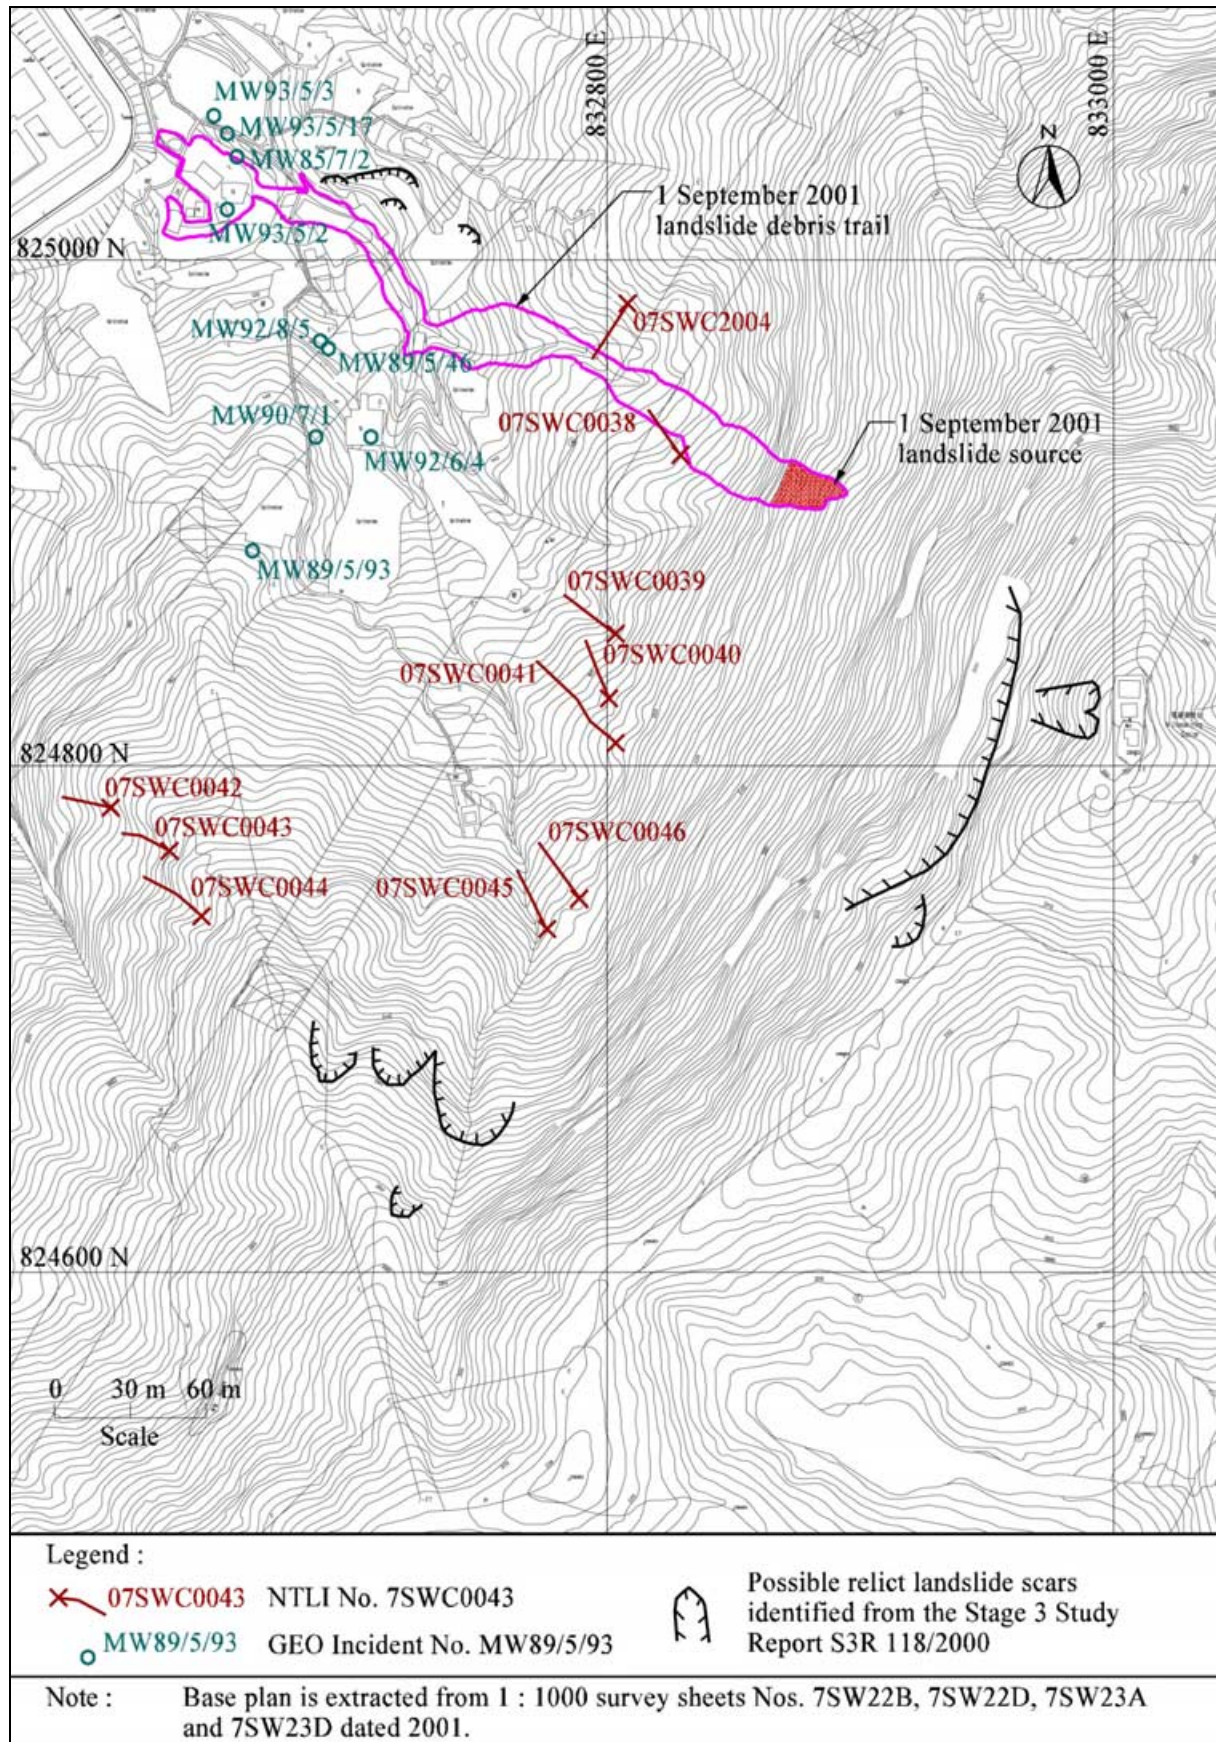 832800 E
833000 E
MW93/5/3
MW93/5/17
MW85/7/2
N
1 September 2001
landslide debris trail
MW93/5/2
825000 N
07SWC2004
MW92/8/5
MW89/5/46
07SWC0038
1 September 2001
landslide source
MW90/7/1
MW92/6/4
MW89/5/93
07SWC0039
07SWC0040
07SWC0041
824800 N
07SWC0042
07SWC0043
07SWC0046
07SWC0044
07SWC0045
824600 N
0 30 m 60 m
Scale
Legend :
07SWC0043 NTLI No. 7SWC0043
MW89/5/93 GEO Incident No. MW89/5/93
Possible relict landslide scars
identified from the Stage 3 Study
Report S3R 118/2000
Note : Base plan is extracted from 1 : 1000 survey sheets Nos. 7SW22B, 7SW22D, 7SW23A
and 7SW23D dated 2001.